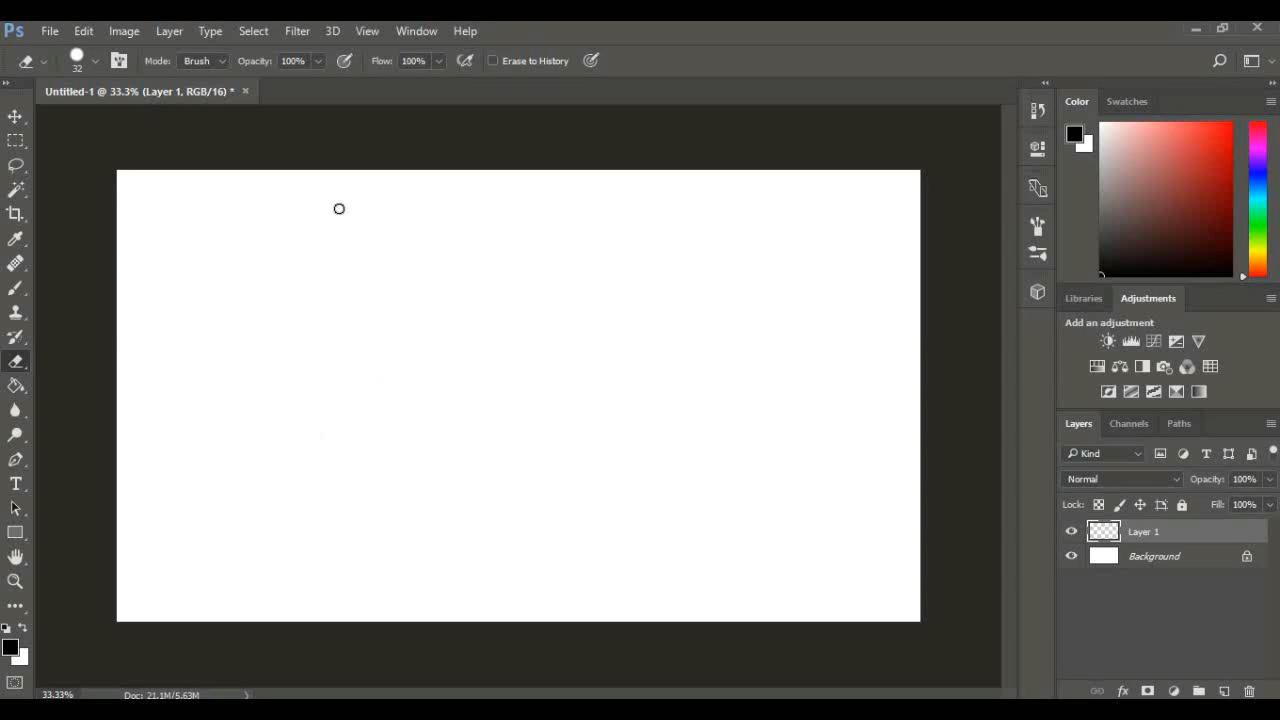 Ps File Edit Image Layer Type Select Filter 3D View Window Help
32 Mode: Brush Opacity: 100% Flow: 100% Erase to History
Untitled-1 @ 33.3% (Layer 1, RGB/16) *
Color Swatches
Libraries Adjustments
Add an adjustment
Layers Channels Paths
Kind
Normal Opacity: 100%
Lock: Fill: 100%
Layer 1
Background
33.33% Doc: 21.1M/5.63M